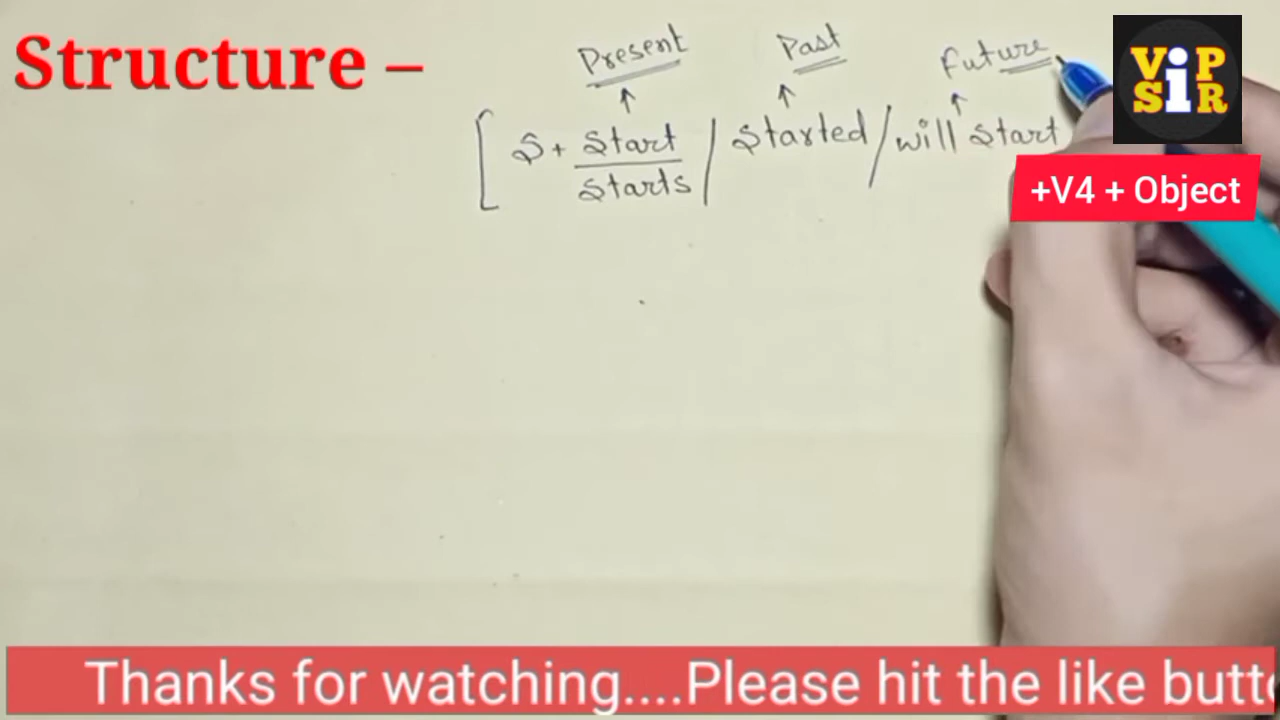 Structure –
Present Past Future
[ S + Start / Started / will Start
Starts
+V4 + Object
ViP
SiR
Thanks for watching....Please hit the like butt